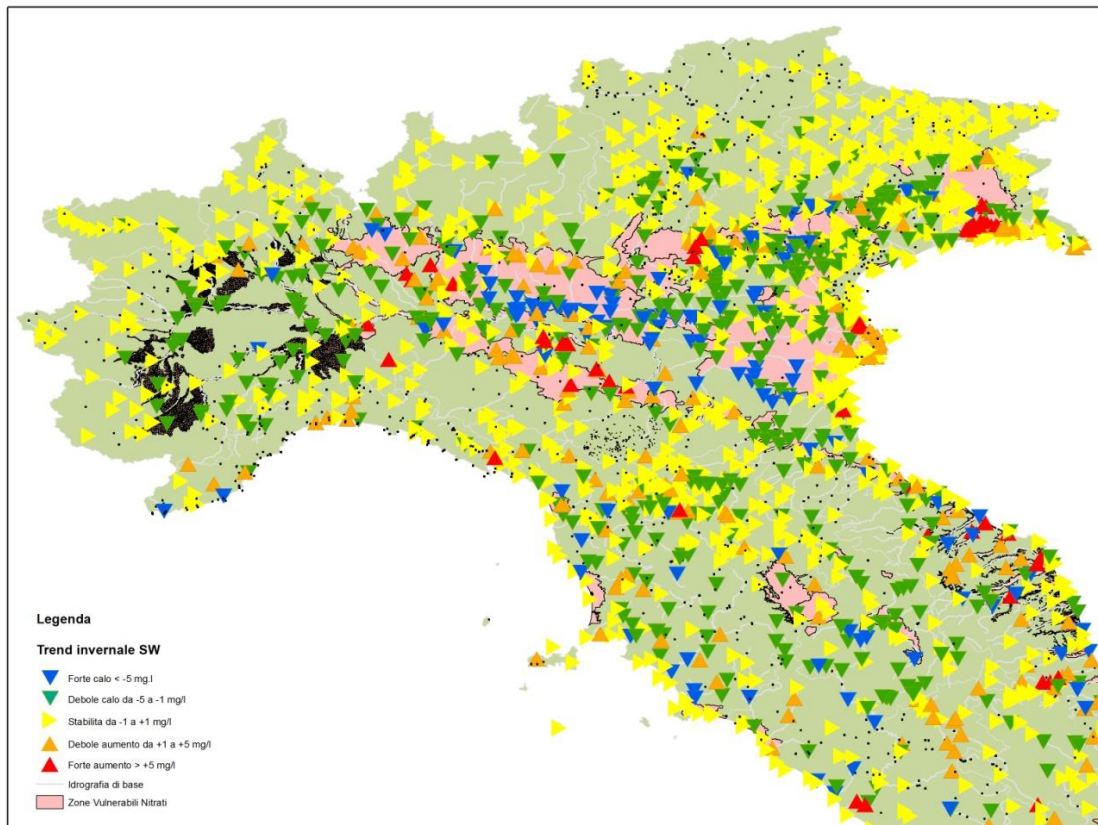 Legenda
Trend invernale SW
Forte calo < -5 mg.l
Debole calo da -5 a -1 mg/l
Stabilita da -1 a +1 mg/l
Debole aumento da +1 a +5 mg/l
Forte aumento > +5 mg/l
Idrografia di base
Zone Vulnerabili Nitrati